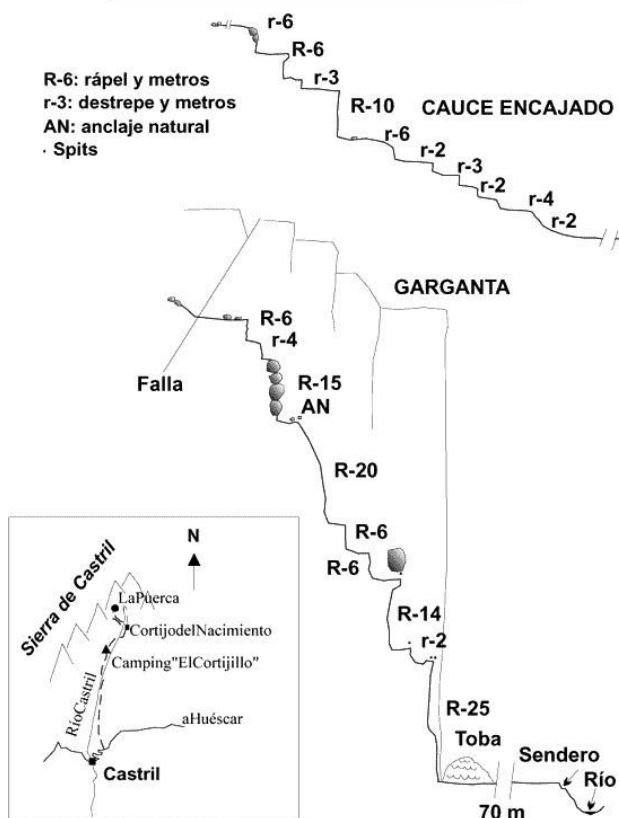 r-6
R-6
r-3
R-6: rápel y metros
r-3: destrepe y metros
AN: anclaje natural
· Spits
R-10
CAUCE ENCAJADO
r-6
r-2
r-3
r-2
r-4
r-2
GARGANTA
R-6
r-4
Falla
R-15
AN
R-20
R-6
R-6
R-14
r-2
R-25
Toba
Sendero
Río
70 m
N
Sierra de Castril
LaPuerca
CortijodelNacimiento
Camping"ElCortijillo"
RíoCastril
aHuéscar
Castril